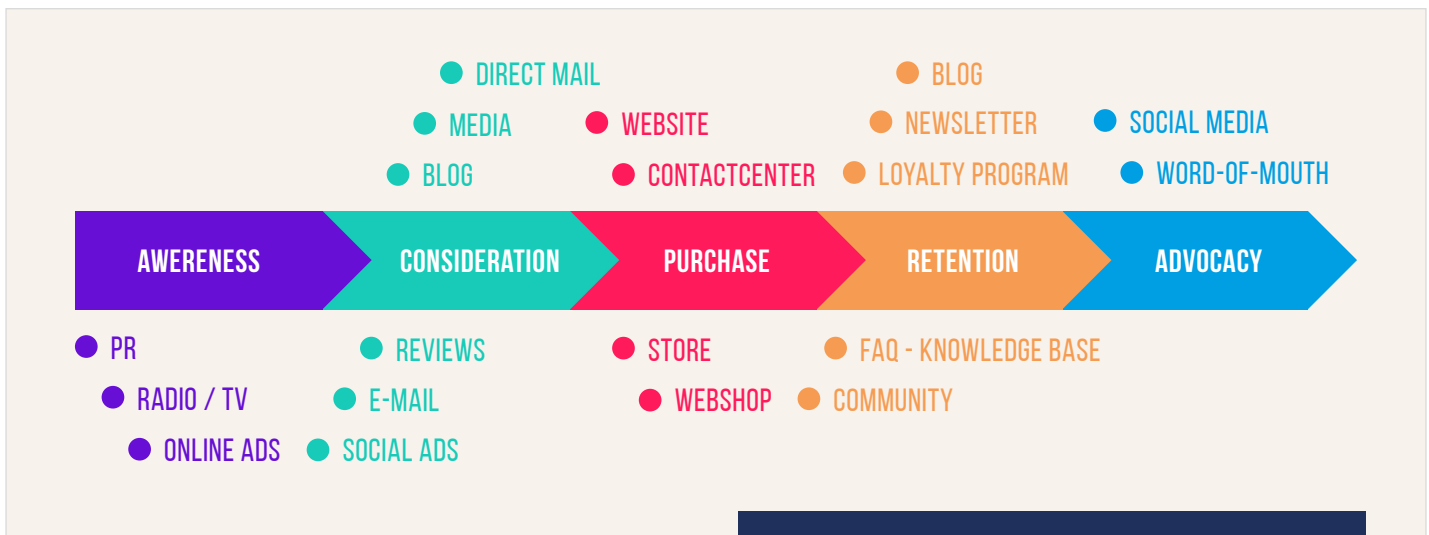 DIRECT MAIL
BLOG
MEDIA
WEBSITE
NEWSLETTER
SOCIAL MEDIA
BLOG
CONTACTCENTER
LOYALTY PROGRAM
WORD-OF-MOUTH
AWERENESS
CONSIDERATION
PURCHASE
RETENTION
ADVOCACY
PR
REVIEWS
STORE
FAQ - KNOWLEDGE BASE
RADIO / TV
E-MAIL
WEBSHOP
COMMUNITY
ONLINE ADS
SOCIAL ADS